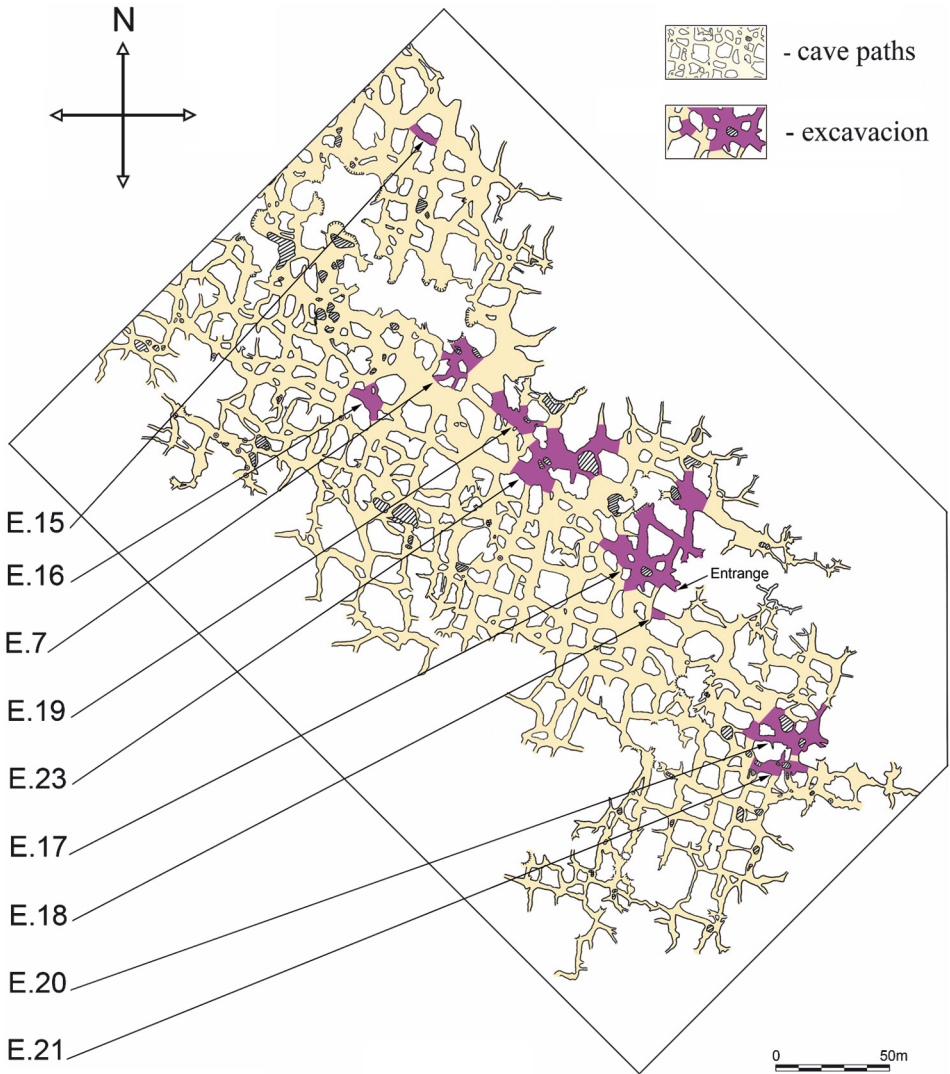 N
- cave paths
- excavacion
E.15
E.16
E.7
E.19
E.23
E.17
E.18
E.20
E.21
Entrange
0 50m